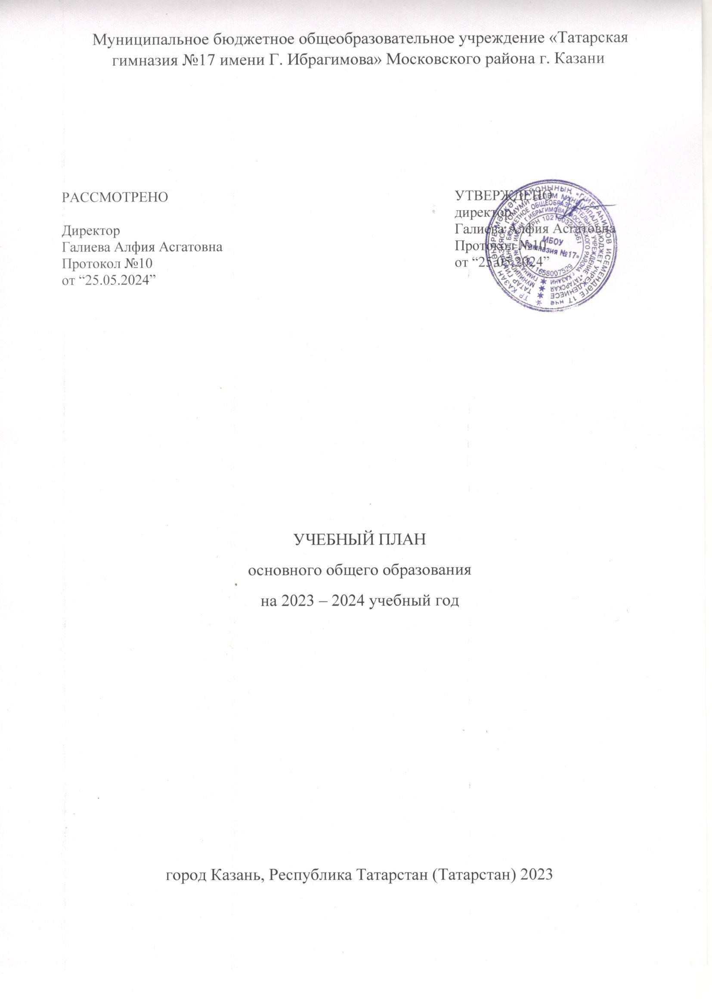 Муниципальное бюджетное общеобразовательное учреждение «Татарская
гимназия №17 имени Г. Ибрагимова» Московского района г. Казани
РАССМОТРЕНО
Директор
Галиева Алфия Асгатовна
Протокол №10
от “25.05.2024”
УТВЕРЖДЕНО
директор
Галиева Алфия Асгатовна
Протокол №10
от “25.05.2024”
МБОУ
«Гимназия №17»
1658007529
УЧЕБНЫЙ ПЛАН
основного общего образования
на 2023 – 2024 учебный год
город Казань, Республика Татарстан (Татарстан) 2023